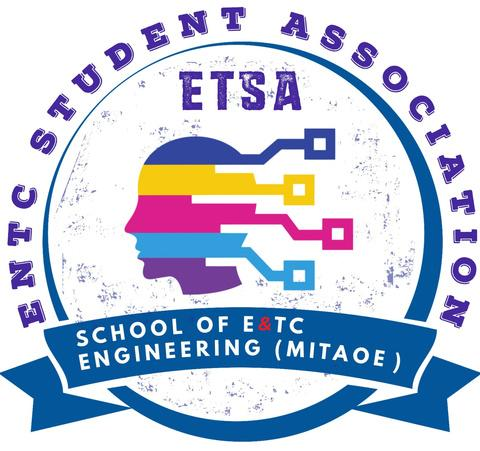 ENTC STUDENT ASSOCIATION
ETSA
SCHOOL OF E&TC
ENGINEERING (MITAOE)